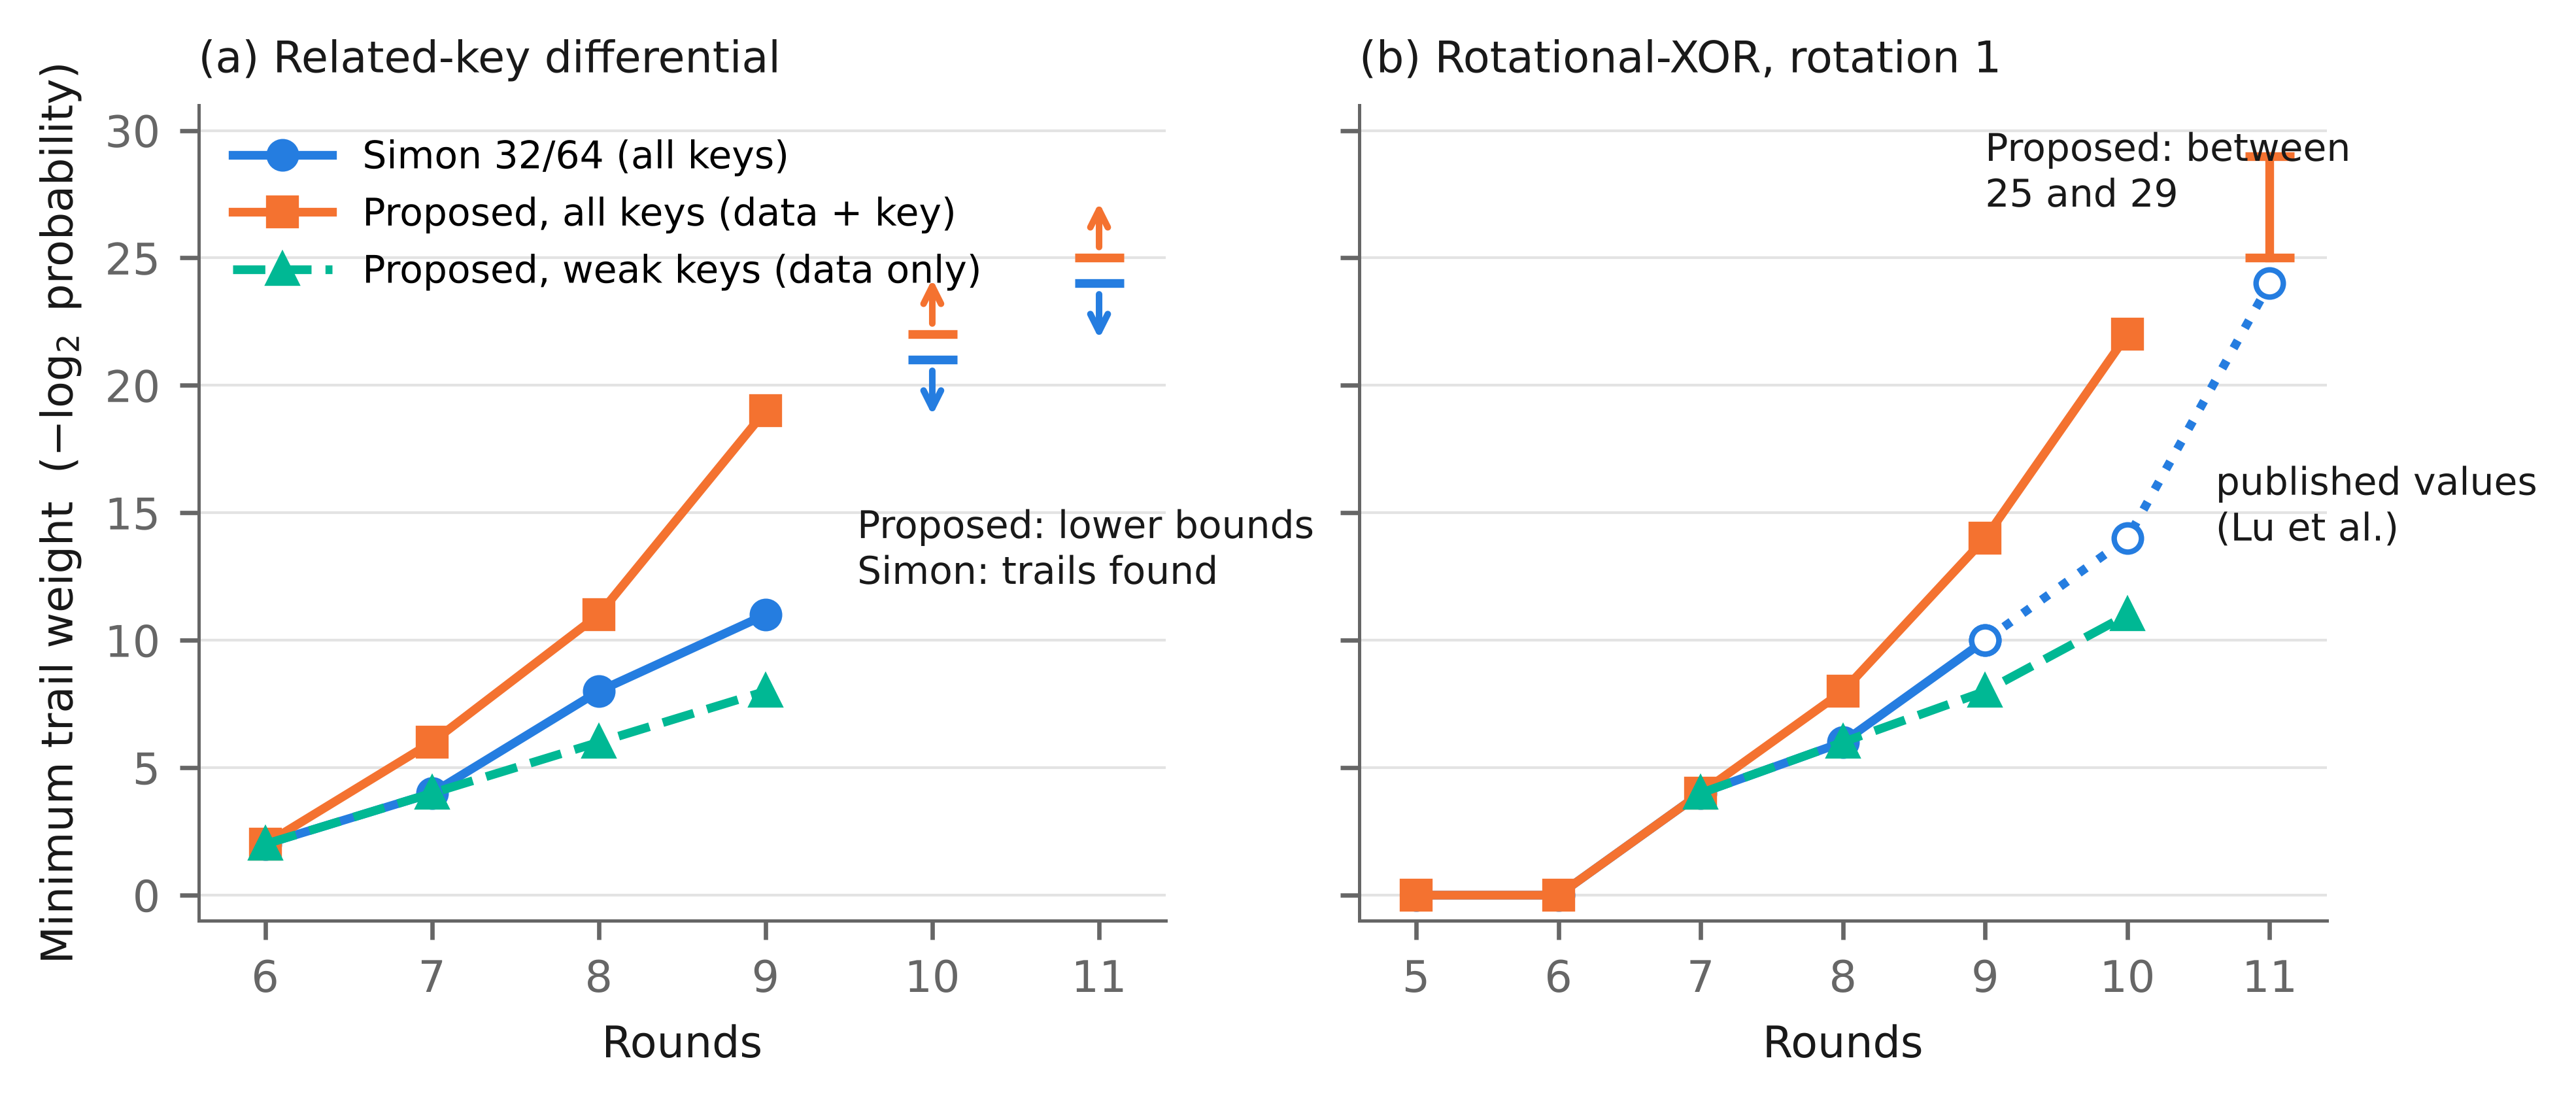 (a) Related-key differential
Minimum trail weight (−log₂ probability)
30
25
20
15
10
5
0
Simon 32/64 (all keys)
Proposed, all keys (data + key)
Proposed, weak keys (data only)
Proposed: lower bounds
Simon: trails found
6 7 8 9 10 11
Rounds
(b) Rotational-XOR, rotation 1
Proposed: between
25 and 29
published values
(Lu et al.)
5 6 7 8 9 10 11
Rounds